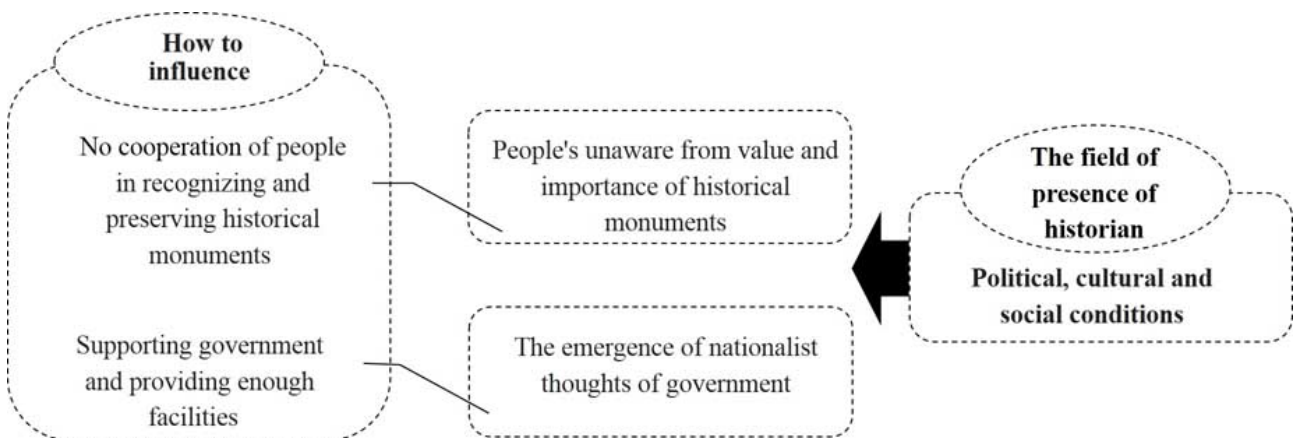 How to
influence
No cooperation of people
in recognizing and
preserving historical
monuments
Supporting government
and providing enough
facilities
People's unaware from value and
importance of historical
monuments
The emergence of nationalist
thoughts of government
The field of
presence of
historian
Political, cultural and
social conditions